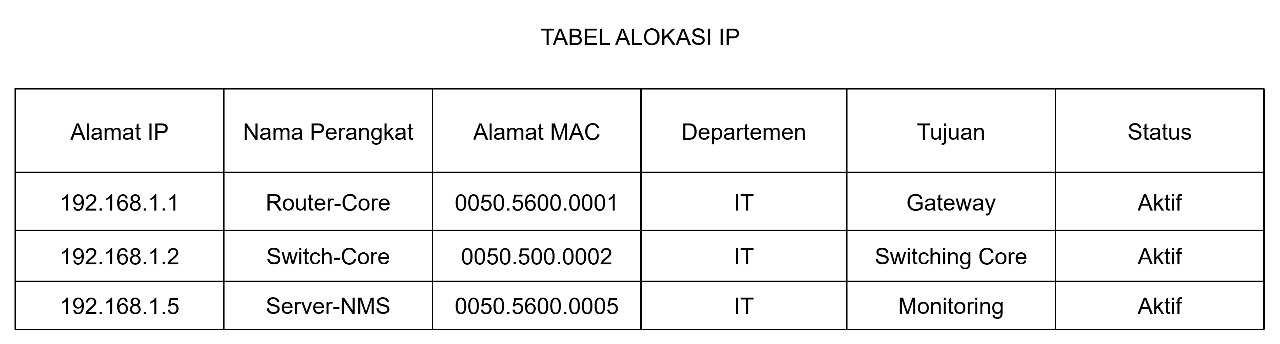 TABEL ALOKASI IP
Alamat IP Nama Perangkat Alamat MAC Departemen Tujuan Status
192.168.1.1 Router-Core 0050.5600.0001 IT Gateway Aktif
192.168.1.2 Switch-Core 0050.500.0002 IT Switching Core Aktif
192.168.1.5 Server-NMS 0050.5600.0005 IT Monitoring Aktif